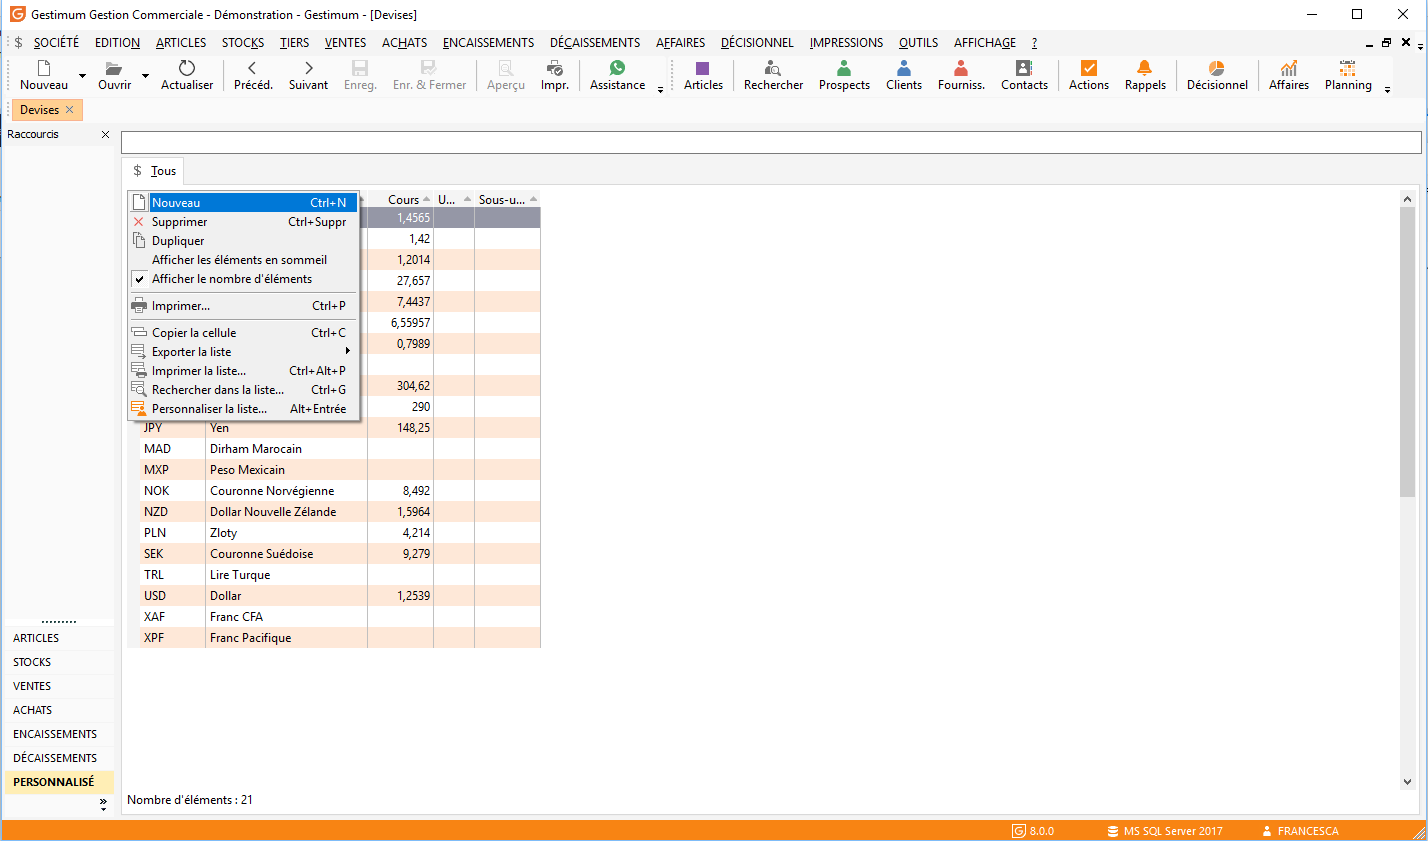 Gestimum Gestion Commerciale - Démonstration - Gestimum - [Devises]
$ SOCIÉTÉ EDITION ARTICLES STOCKS TIERS VENTES ACHATS ENCAISSEMENTS DÉCAISSEMENTS AFFAIRES DÉCISIONNEL IMPRESSIONS OUTILS AFFICHAGE ?
Nouveau Ouvrir Actualiser Précéd. Suivant Enreg. Enr. & Fermer Aperçu Impr. Assistance Articles Rechercher Prospects Clients Fourniss. Contacts Actions Rappels Décisionnel Affaires Planning
Devises
Raccourcis
$ Tous
Cours U... Sous-u...
Nouveau Ctrl+N
1,4565
Supprimer Ctrl+Suppr
Dupliquer
1,42
Afficher les éléments en sommeil
1,2014
Afficher le nombre d'éléments
27,657
Imprimer... Ctrl+P
7,4437
6,55957
Copier la cellule Ctrl+C
0,7989
Exporter la liste
Imprimer la liste... Ctrl+Alt+P
304,62
Rechercher dans la liste... Ctrl+G
290
Personnaliser la liste... Alt+Entrée
JPY Yen 148,25
MAD Dirham Marocain
MXP Peso Mexicain
NOK Couronne Norvégienne 8,492
NZD Dollar Nouvelle Zélande 1,5964
PLN Zloty 4,214
SEK Couronne Suédoise 9,279
TRL Lire Turque
USD Dollar 1,2539
XAF Franc CFA
XPF Franc Pacifique
ARTICLES
STOCKS
VENTES
ACHATS
ENCAISSEMENTS
DÉCAISSEMENTS
PERSONNALISÉ
Nombre d'éléments : 21
8.0.0 MS SQL Server 2017 FRANCESCA